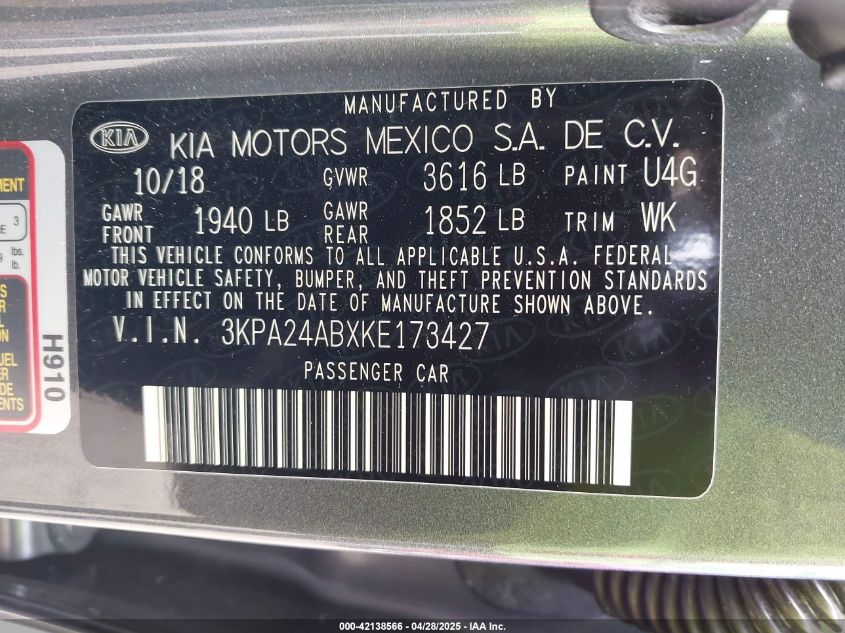 MANUFACTURED BY
KIA
KIA MOTORS MEXICO S.A. DE C.V.
10/18 GVWR 3616 LB PAINT U4G
GAWR FRONT 1940 LB GAWR REAR 1852 LB TRIM WK
THIS VEHICLE CONFORMS TO ALL APPLICABLE U.S.A. FEDERAL
MOTOR VEHICLE SAFETY, BUMPER, AND THEFT PREVENTION STANDARDS
IN EFFECT ON THE DATE OF MANUFACTURE SHOWN ABOVE.
V.I.N. 3KPA24ABXKE173427
PASSENGER CAR
3
lbs.
lb.
H910
000-42138566 | 04/28/2025 - IAA Inc.